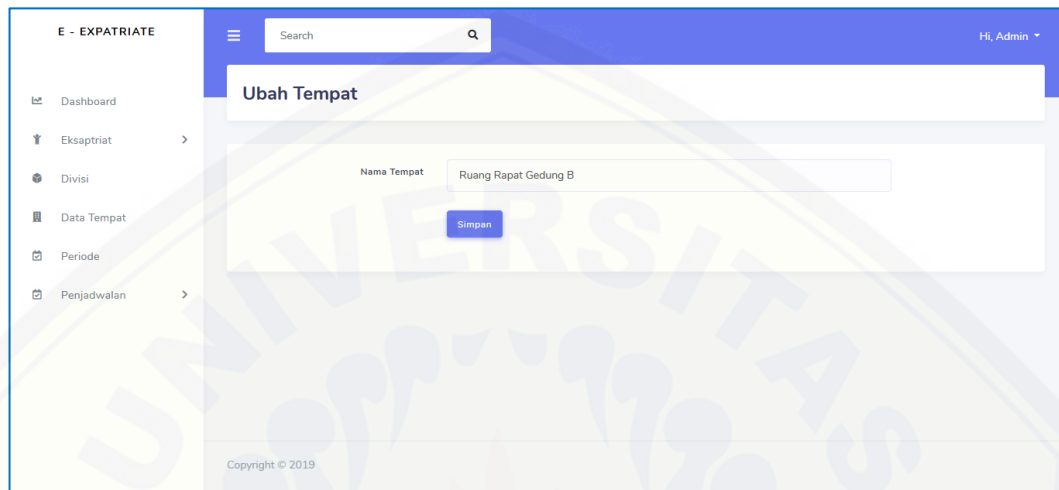 E - EXPATRIATE
Search
Hi, Admin
Dashboard
Eksaptriat
Divisi
Data Tempat
Periode
Penjadwalan
Ubah Tempat
Nama Tempat
Ruang Rapat Gedung B
Simpan
Copyright © 2019
UNIVERSITAS